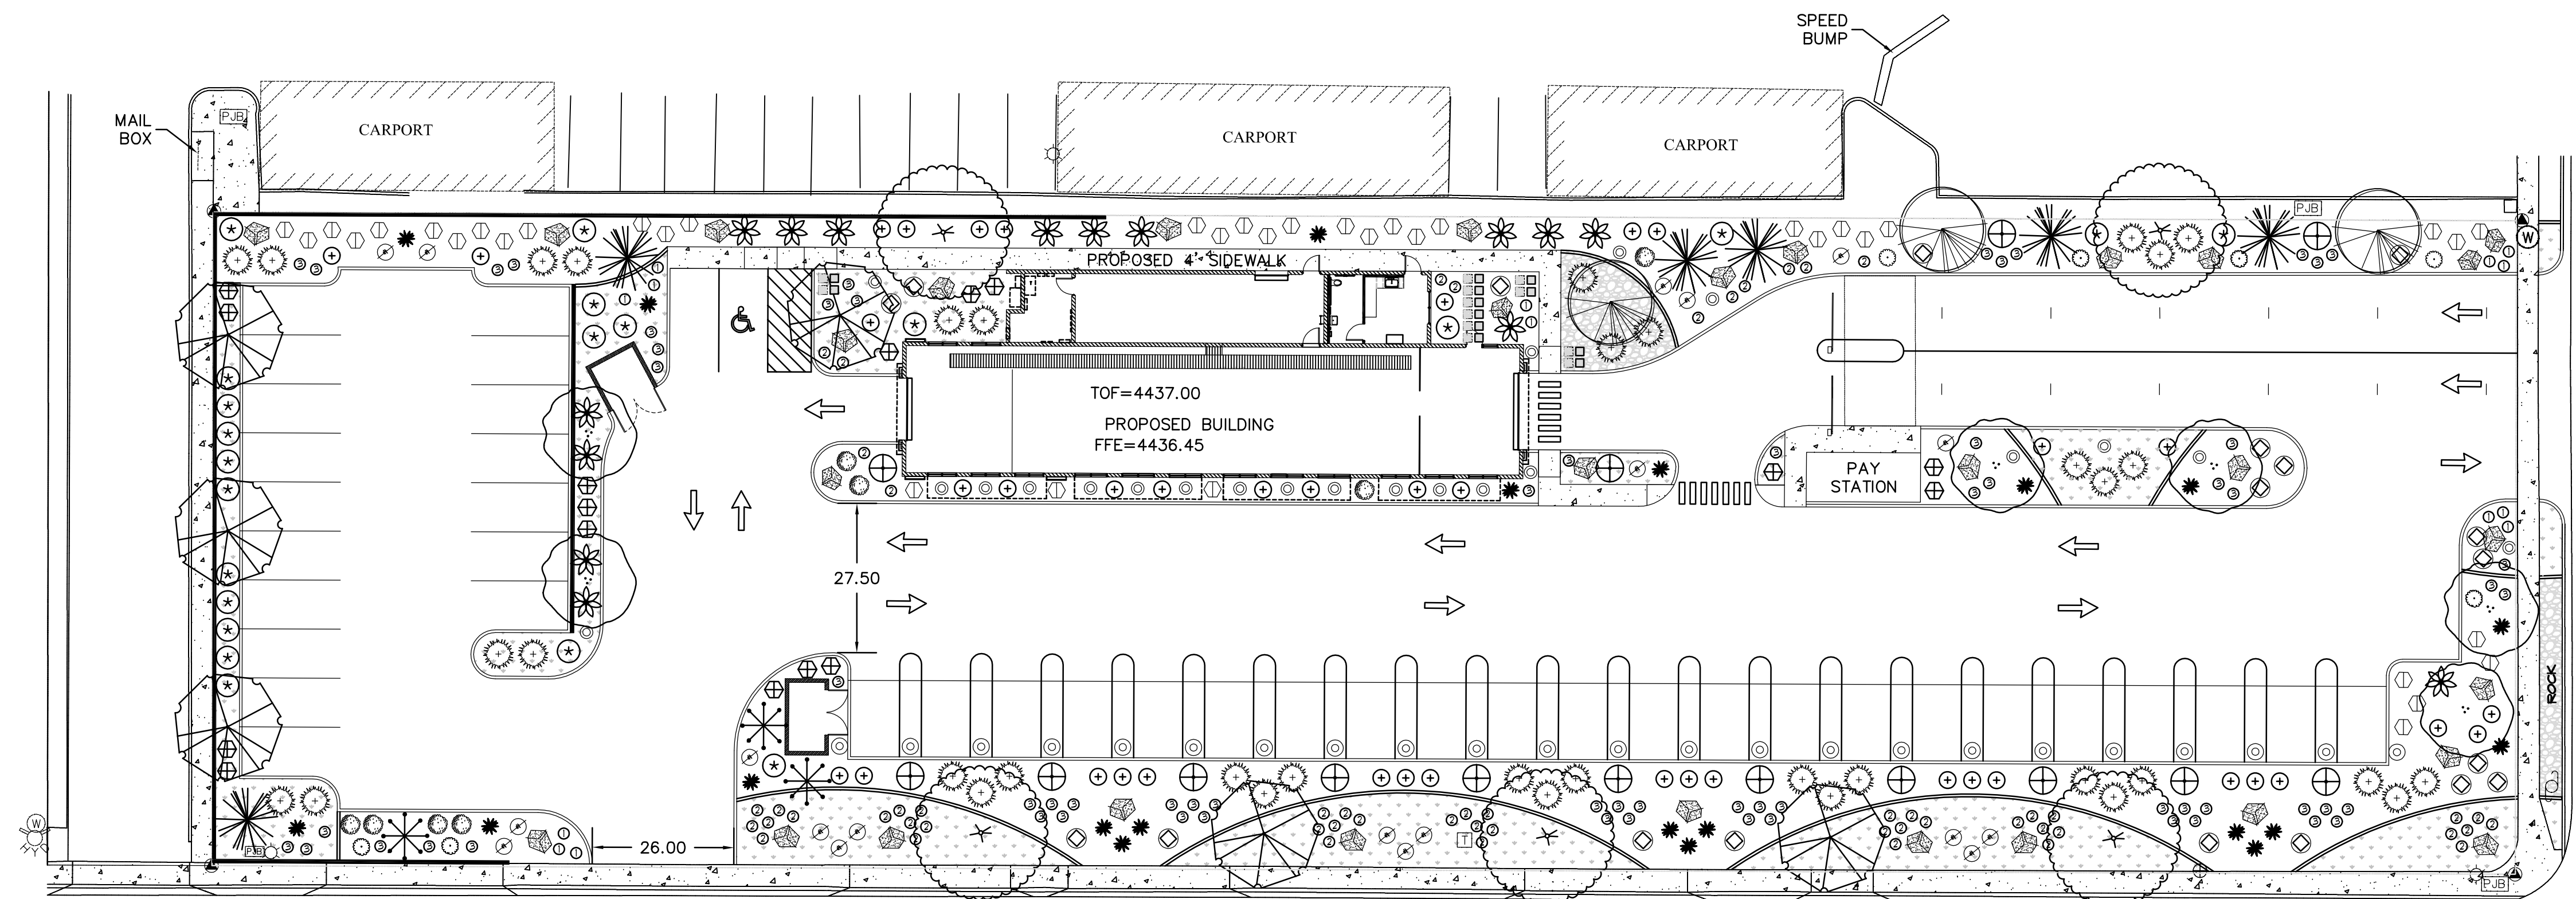 SPEED
BUMP
MAIL
BOX
PJB
CARPORT
CARPORT
CARPORT
PJB
W
PROPOSED 4' SIDEWALK
TOF=4437.00
PROPOSED BUILDING
FFE=4436.45
PAY
STATION
27.50
ROCK
W
26.00
T
PJB
PJB